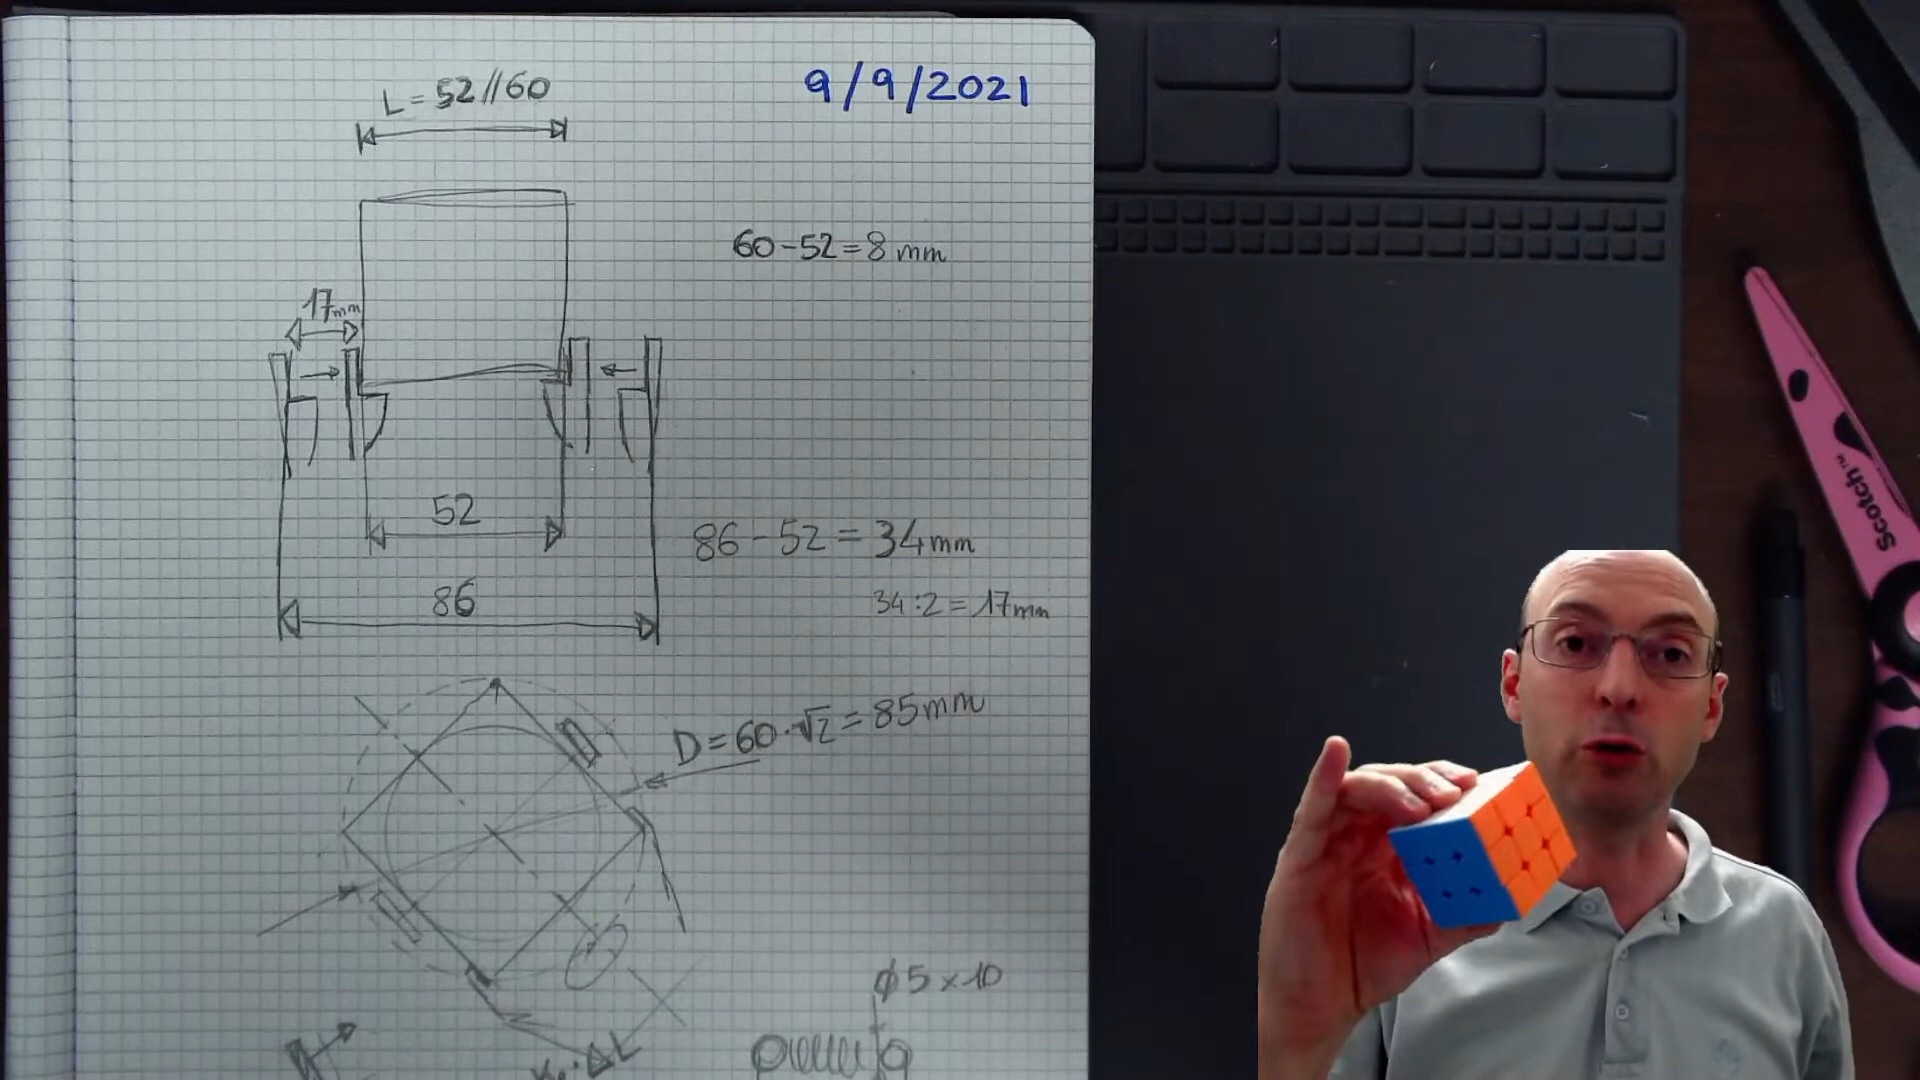 L = 52//60
9/9/2021
60-52=8 mm
17mm
52
86-52 = 34mm
86
34:2 = 17mm
D=60·√2=85mm
ϕ5×10
Scotch™